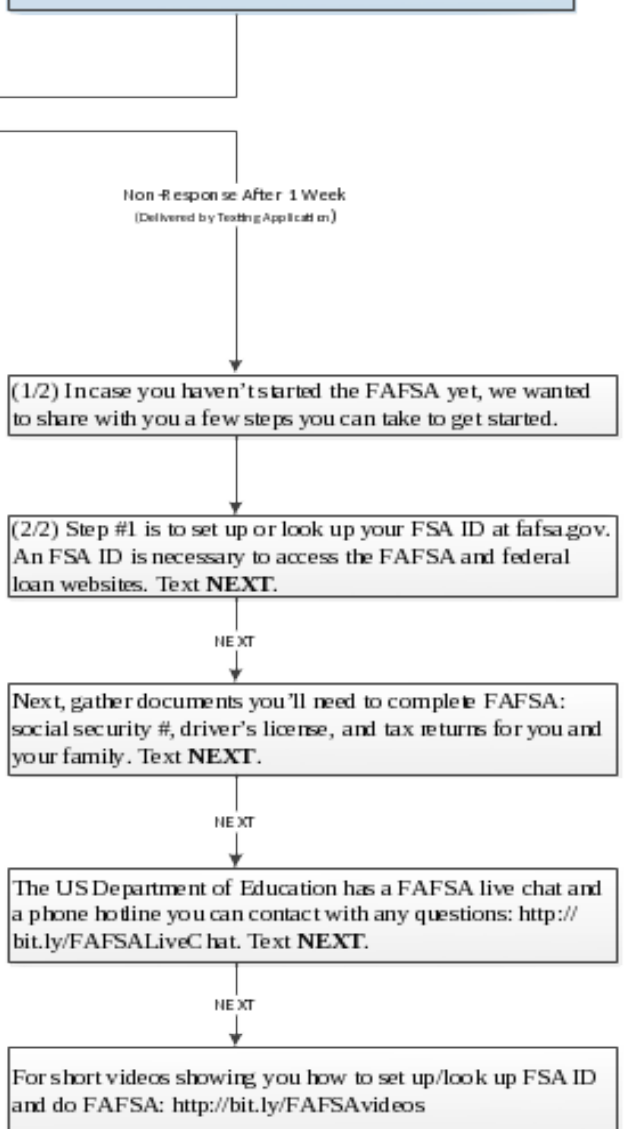 Non-Response After 1 Week
(Delivered by Texting Application)
(1/2) In case you haven't started the FAFSA yet, we wanted
to share with you a few steps you can take to get started.
(2/2) Step #1 is to set up or look up your FSA ID at fafsa.gov.
An FSA ID is necessary to access the FAFSA and federal
loan websites. Text NEXT.
NEXT
Next, gather documents you'll need to complete FAFSA:
social security #, driver's license, and tax returns for you and
your family. Text NEXT.
NEXT
The US Department of Education has a FAFSA live chat and
a phone hotline you can contact with any questions: http://
bit.ly/FAFSALiveChat. Text NEXT.
NEXT
For short videos showing you how to set up/look up FSA ID
and do FAFSA: http://bit.ly/FAFSAvideos